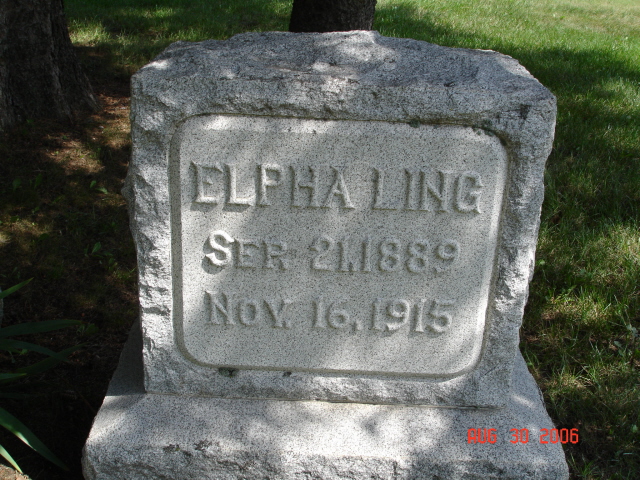 ELPHA LING
SEP. 21, 1889
NOV. 16, 1915
AUG 30 2006